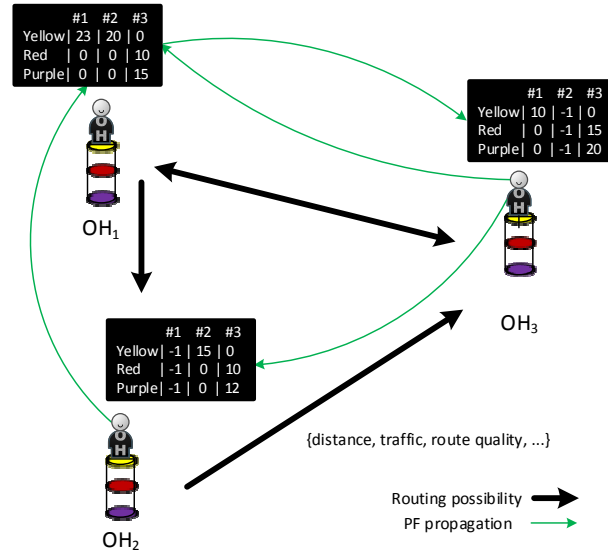 #1 #2 #3
Yellow| 23 | 20 | 0
Red | 0 | 0 | 10
Purple| 0 | 0 | 15
OH
OH₁
#1 #2 #3
Yellow| 10 | -1 | 0
Red | 0 | -1 | 15
Purple| 0 | -1 | 20
OH
OH₃
#1 #2 #3
Yellow| -1 | 15 | 0
Red | -1 | 0 | 10
Purple| -1 | 0 | 12
OH
OH₂
{distance, traffic, route quality, ...}
Routing possibility
PF propagation